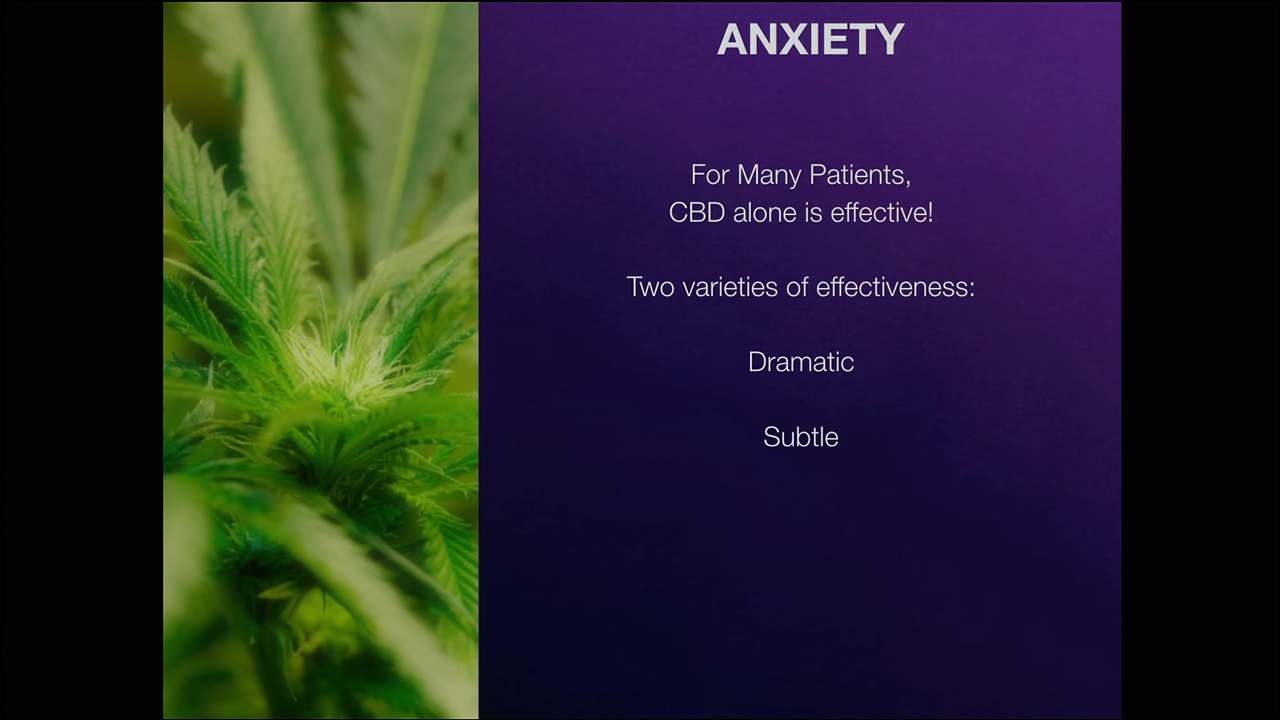 ANXIETY
For Many Patients,
CBD alone is effective!
Two varieties of effectiveness:
Dramatic
Subtle